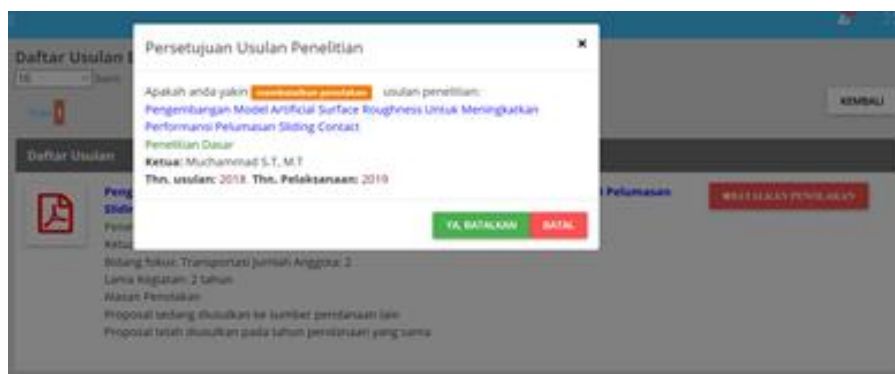 Daftar Usulan
Persetujuan Usulan Penelitian
Apakah anda yakin membatalkan penolakan usulan penelitian:
Pengembangan Model Artificial Surface Roughness Untuk Meningkatkan
Performansi Pelumasan Sliding Contact
Penelitian Dasar
Ketua: Muchammad S.T, M.T
Thn. usulan: 2018 Thn. Pelaksanaan: 2019
YA, BATALKAN
BATAL
KEMBALI
Daftar Usulan
Pelumasan
BATALKAN PENOLAKAN
Bidang fokus: Transportasi Jumlah Anggota: 2
Lama Kegiatan: 2 tahun
Alasan Penolakan
Proposal sedang diusulkan ke sumber pendanaan lain
Proposal telah diusulkan pada tahun pendanaan yang sama